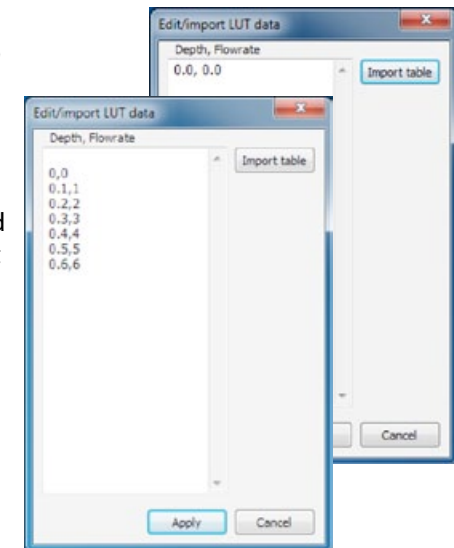 Edit/import LUT data
Depth, Flowrate
0.0, 0.0
Import table
Cancel
Edit/import LUT data
Depth, Flowrate
Import table
0,0
0.1,1
0.2,2
0.3,3
0.4,4
0.5,5
0.6,6
Apply
Cancel